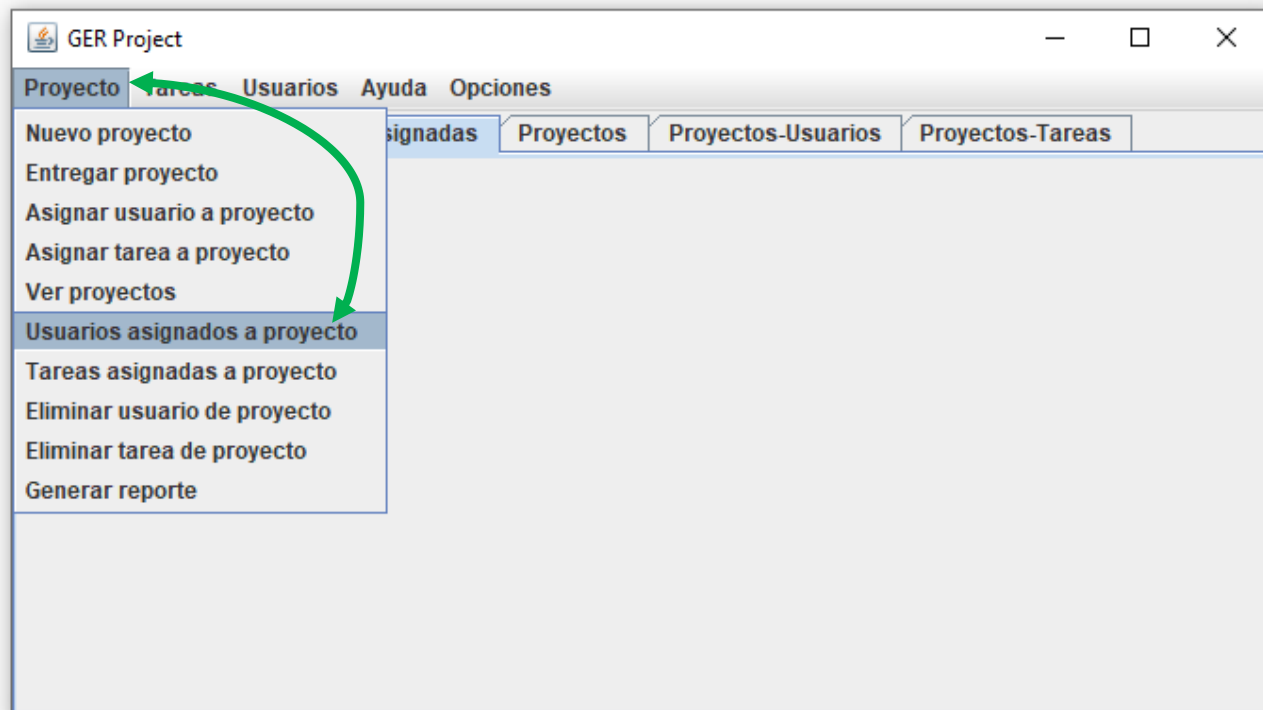 GER Project
Proyecto Tareas Usuarios Ayuda Opciones
signadas Proyectos Proyectos-Usuarios Proyectos-Tareas
Nuevo proyecto
Entregar proyecto
Asignar usuario a proyecto
Asignar tarea a proyecto
Ver proyectos
Usuarios asignados a proyecto
Tareas asignadas a proyecto
Eliminar usuario de proyecto
Eliminar tarea de proyecto
Generar reporte